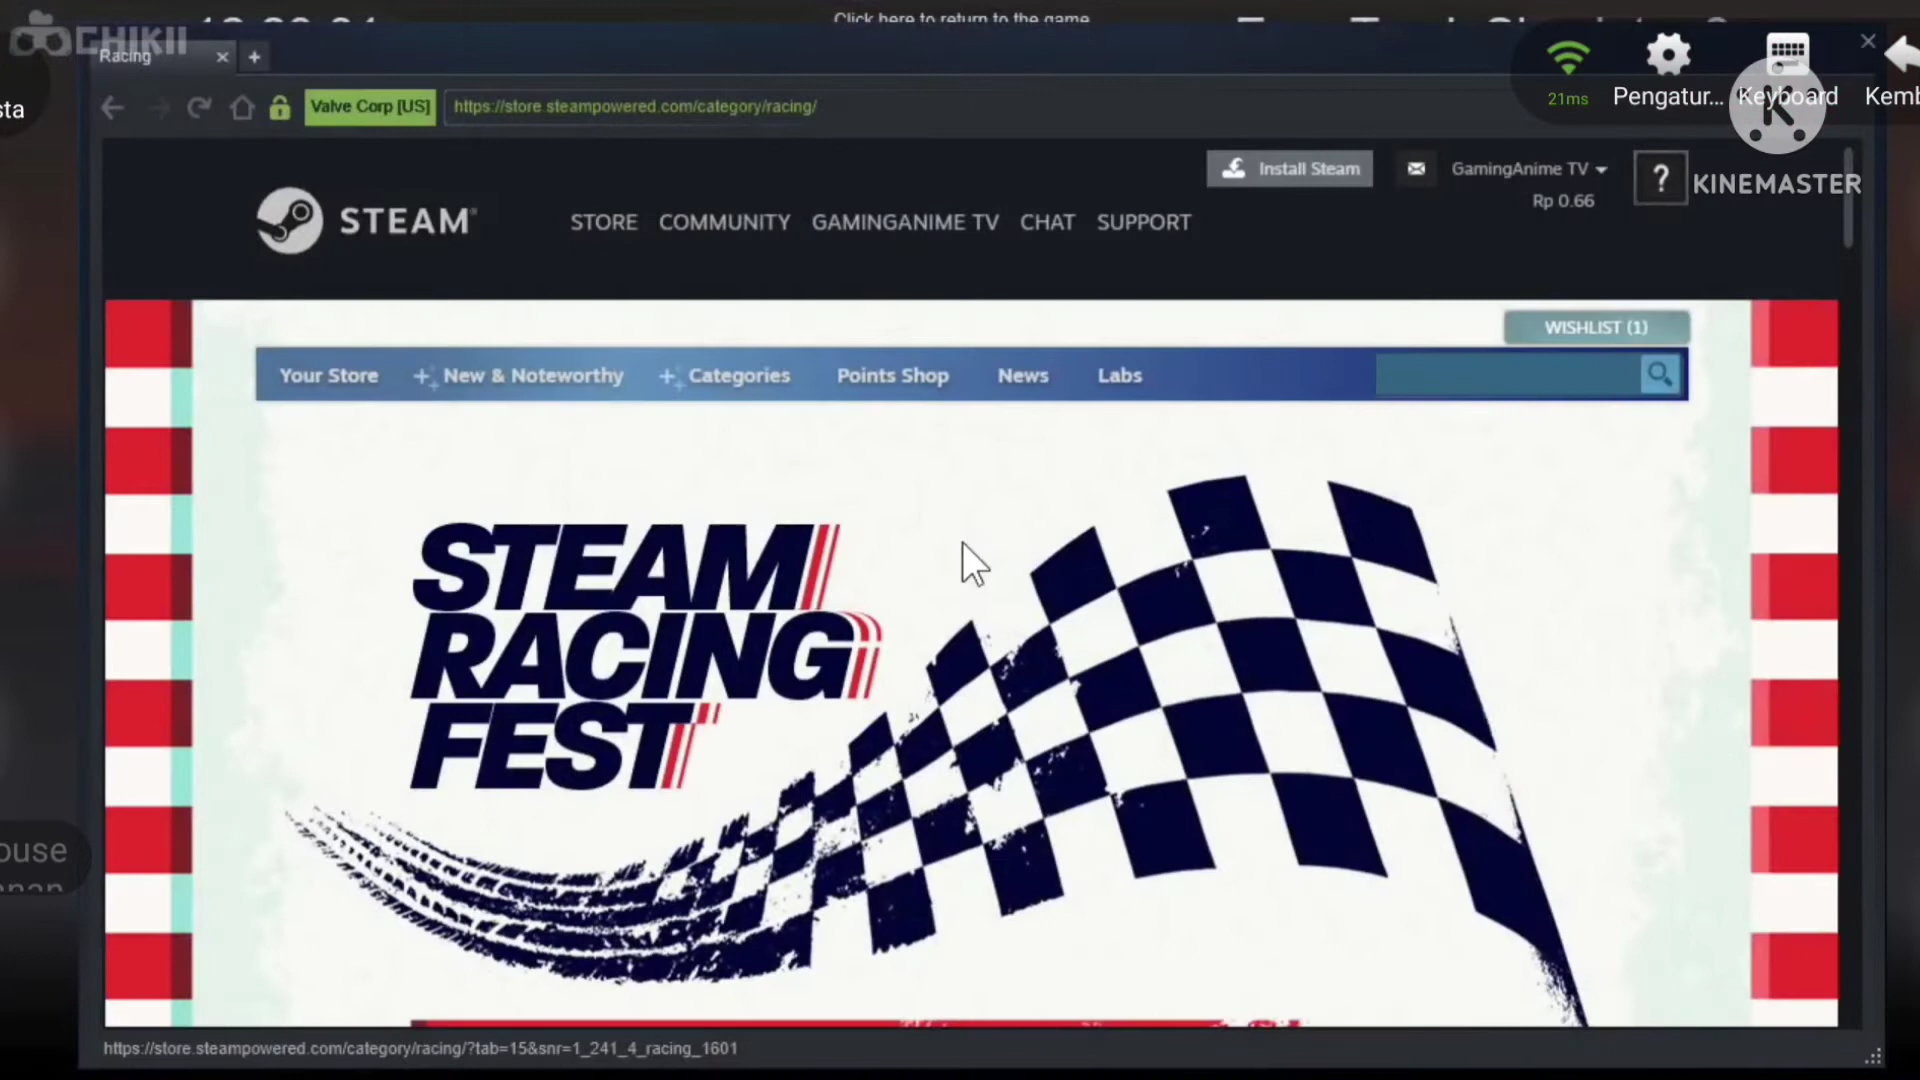 CHIKII
Click here to return to the game
Racing
21ms
Pengatur...
Keyboard
Kemb
sta
Valve Corp [US]
https://store.steampowered.com/category/racing/
KINEMASTER
Install Steam
GamingAnime TV
Rp 0.66
?
STEAM
STORE COMMUNITY GAMINGANIME TV CHAT SUPPORT
WISHLIST (1)
Your Store New & Noteworthy Categories Points Shop News Labs
STEAM
RACING
FEST
ouse
https://store.steampowered.com/category/racing/?tab=15&snr=1_241_4_racing_1601